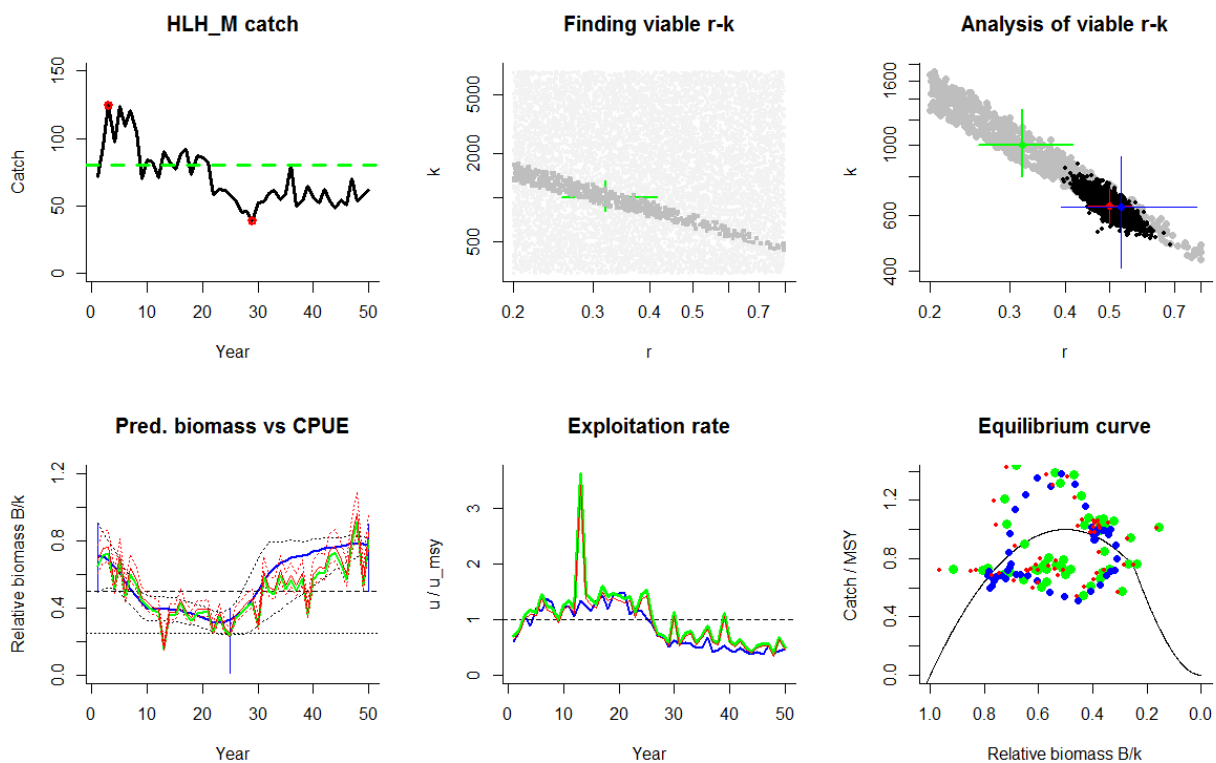 HLH_M catch
Catch
150
100
50
0
0 10 20 30 40 50
Year
Finding viable r-k
k
5000
2000
500
0.2 0.3 0.4 0.5 0.7
r
Analysis of viable r-k
k
1600
1000
600
400
0.2 0.3 0.4 0.5 0.7
r
Pred. biomass vs CPUE
Relative biomass B/k
1.2
0.8
0.4
0.0
0 10 20 30 40 50
Year
Exploitation rate
u / u_msy
3
2
1
0
0 10 20 30 40 50
Year
Equilibrium curve
Catch / MSY
1.2
0.8
0.4
0.0
1.0 0.8 0.6 0.4 0.2 0.0
Relative biomass B/k